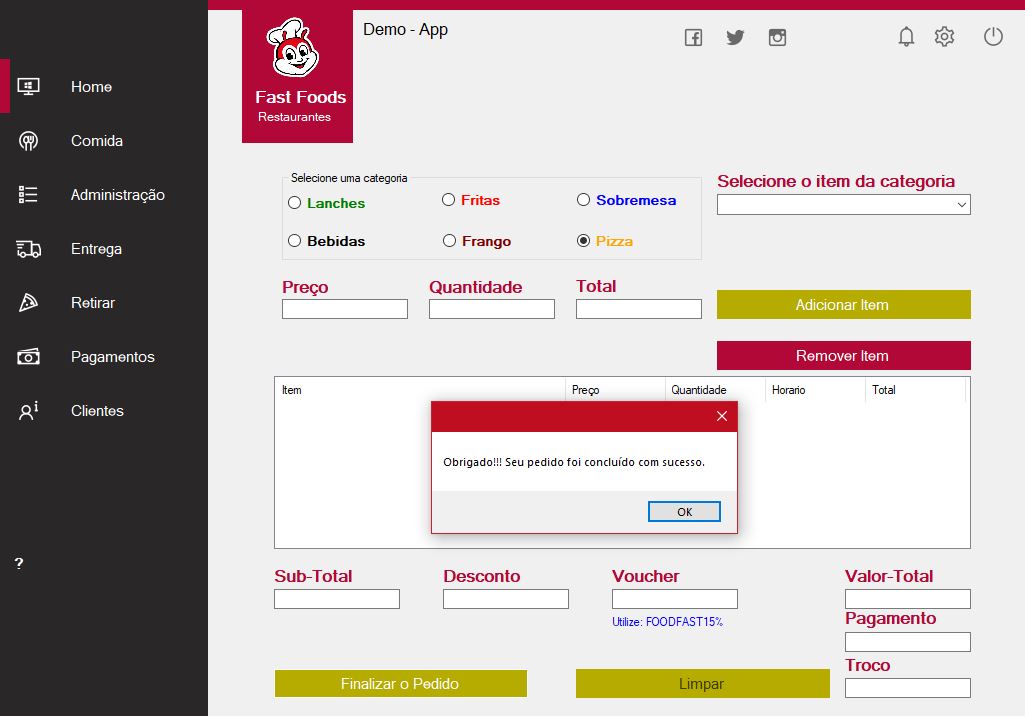 Demo - App
Fast Foods
Restaurantes
Home
Comida
Administração
Entrega
Retirar
Pagamentos
Clientes
?
Selecione uma categoria
Lanches
Fritas
Sobremesa
Bebidas
Frango
Pizza
Selecione o item da categoria
Preço
Quantidade
Total
Adicionar Item
Remover Item
Item
Preço
Quantidade
Horario
Total
Obrigado!!! Seu pedido foi concluído com sucesso.
OK
Sub-Total
Desconto
Voucher
Valor-Total
Utilize: FOODFAST15%
Pagamento
Troco
Finalizar o Pedido
Limpar